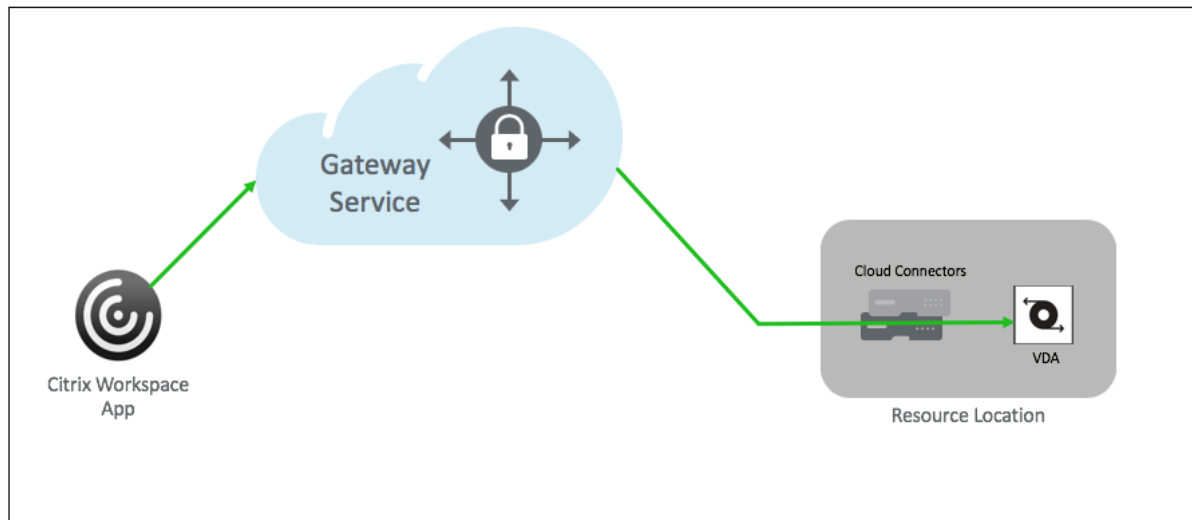 Gateway
Service
Cloud Connectors
VDA
Citrix Workspace
App
Resource Location